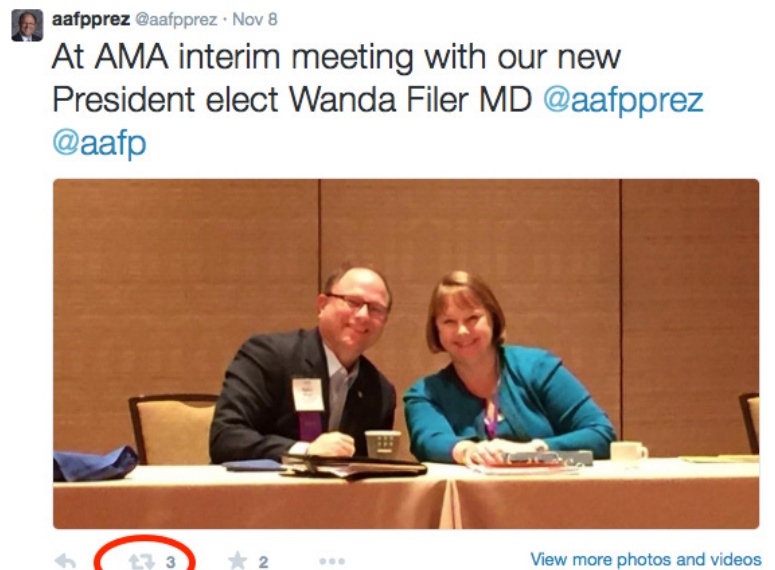 aafpprez @aafpprez · Nov 8
At AMA interim meeting with our new
President elect Wanda Filer MD @aafpprez
@aafp
3 2
View more photos and videos